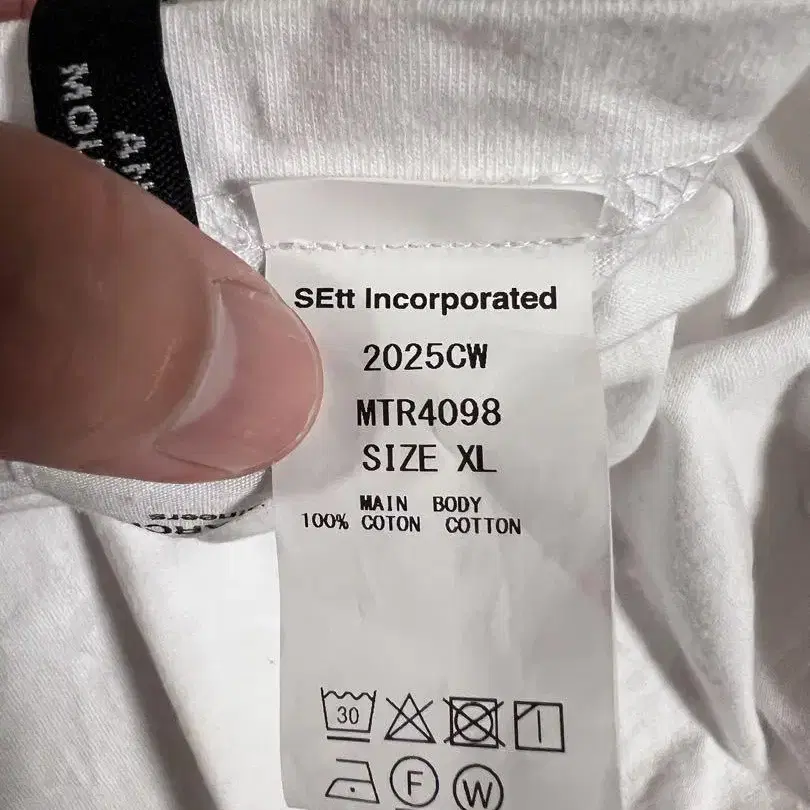 SEtt Incorporated
2025CW
MTR4098
SIZE XL
MAIN BODY
100% COTON COTTON
30
F
W